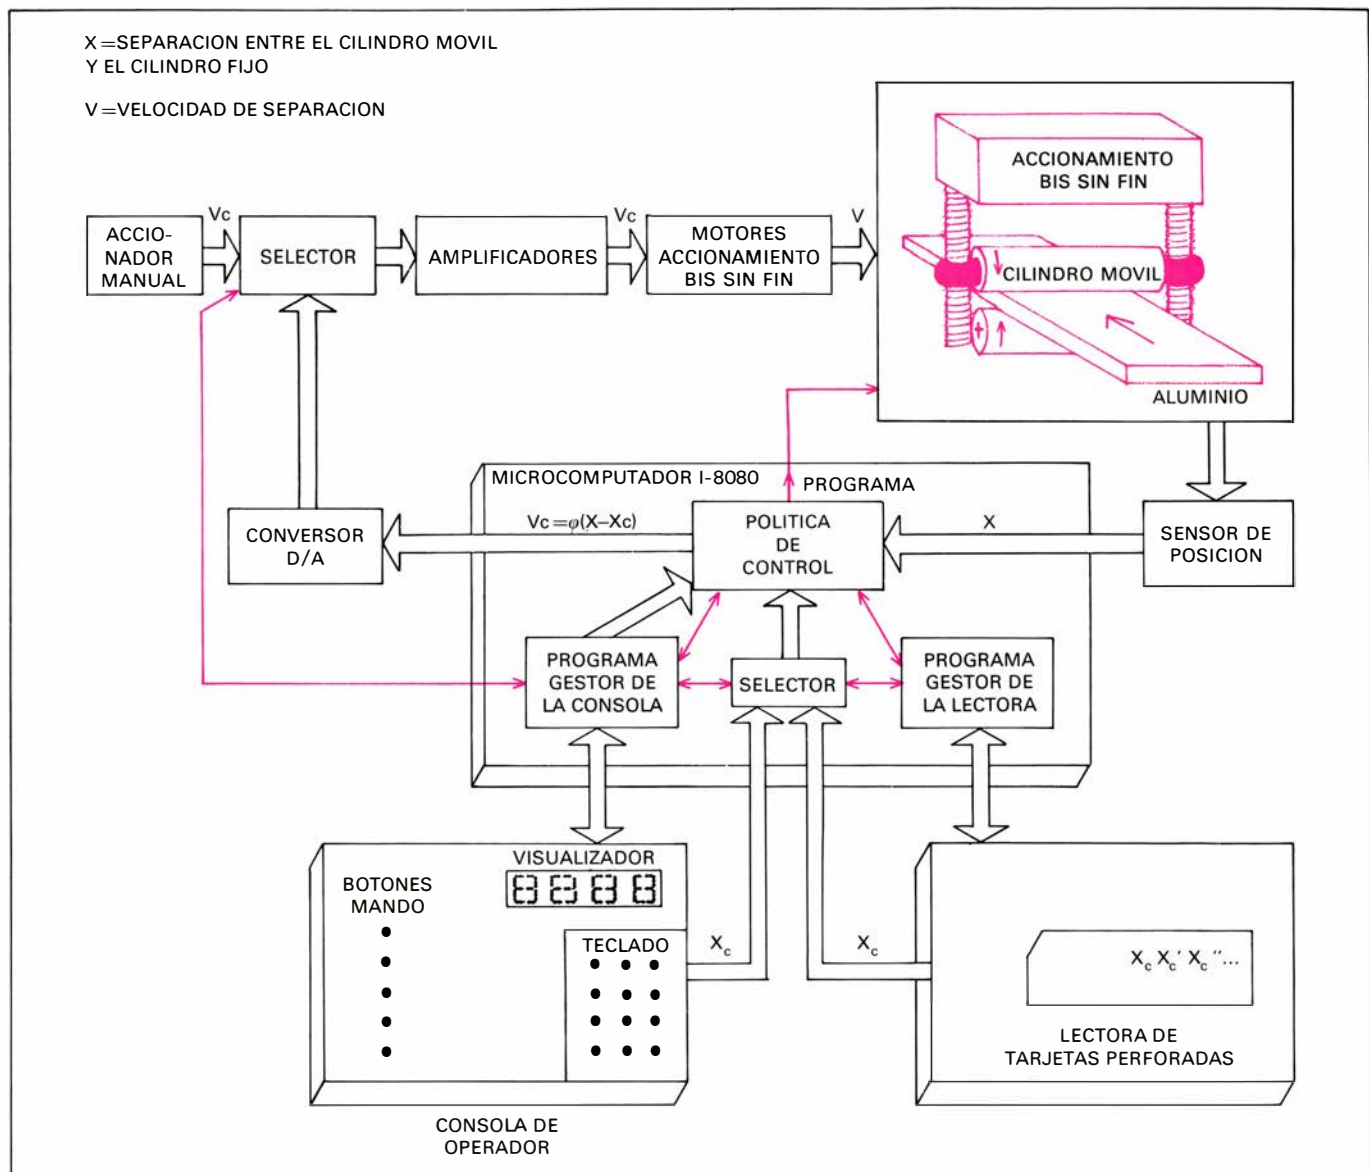 X=SEPARACION ENTRE EL CILINDRO MOVIL
Y EL CILINDRO FIJO
V=VELOCIDAD DE SEPARACION
ACCIO-
NADOR
MANUAL
Vc
SELECTOR
AMPLIFICADORES
Vc
MOTORES
ACCIONAMIENTO
BIS SIN FIN
V
ACCIONAMIENTO
BIS SIN FIN
CILINDRO MOVIL
+
ALUMINIO
MICROCOMPUTADOR I-8080
PROGRAMA
CONVERSOR
D/A
Vc=φ(X–Xc)
POLITICA
DE
CONTROL
X
SENSOR DE
POSICION
PROGRAMA
GESTOR DE
LA CONSOLA
SELECTOR
PROGRAMA
GESTOR DE
LA LECTORA
VISUALIZADOR
8888
BOTONES
MANDO
TECLADO
Xc
Xc
Xc Xc' Xc''...
LECTORA DE
TARJETAS PERFORADAS
CONSOLA DE
OPERADOR